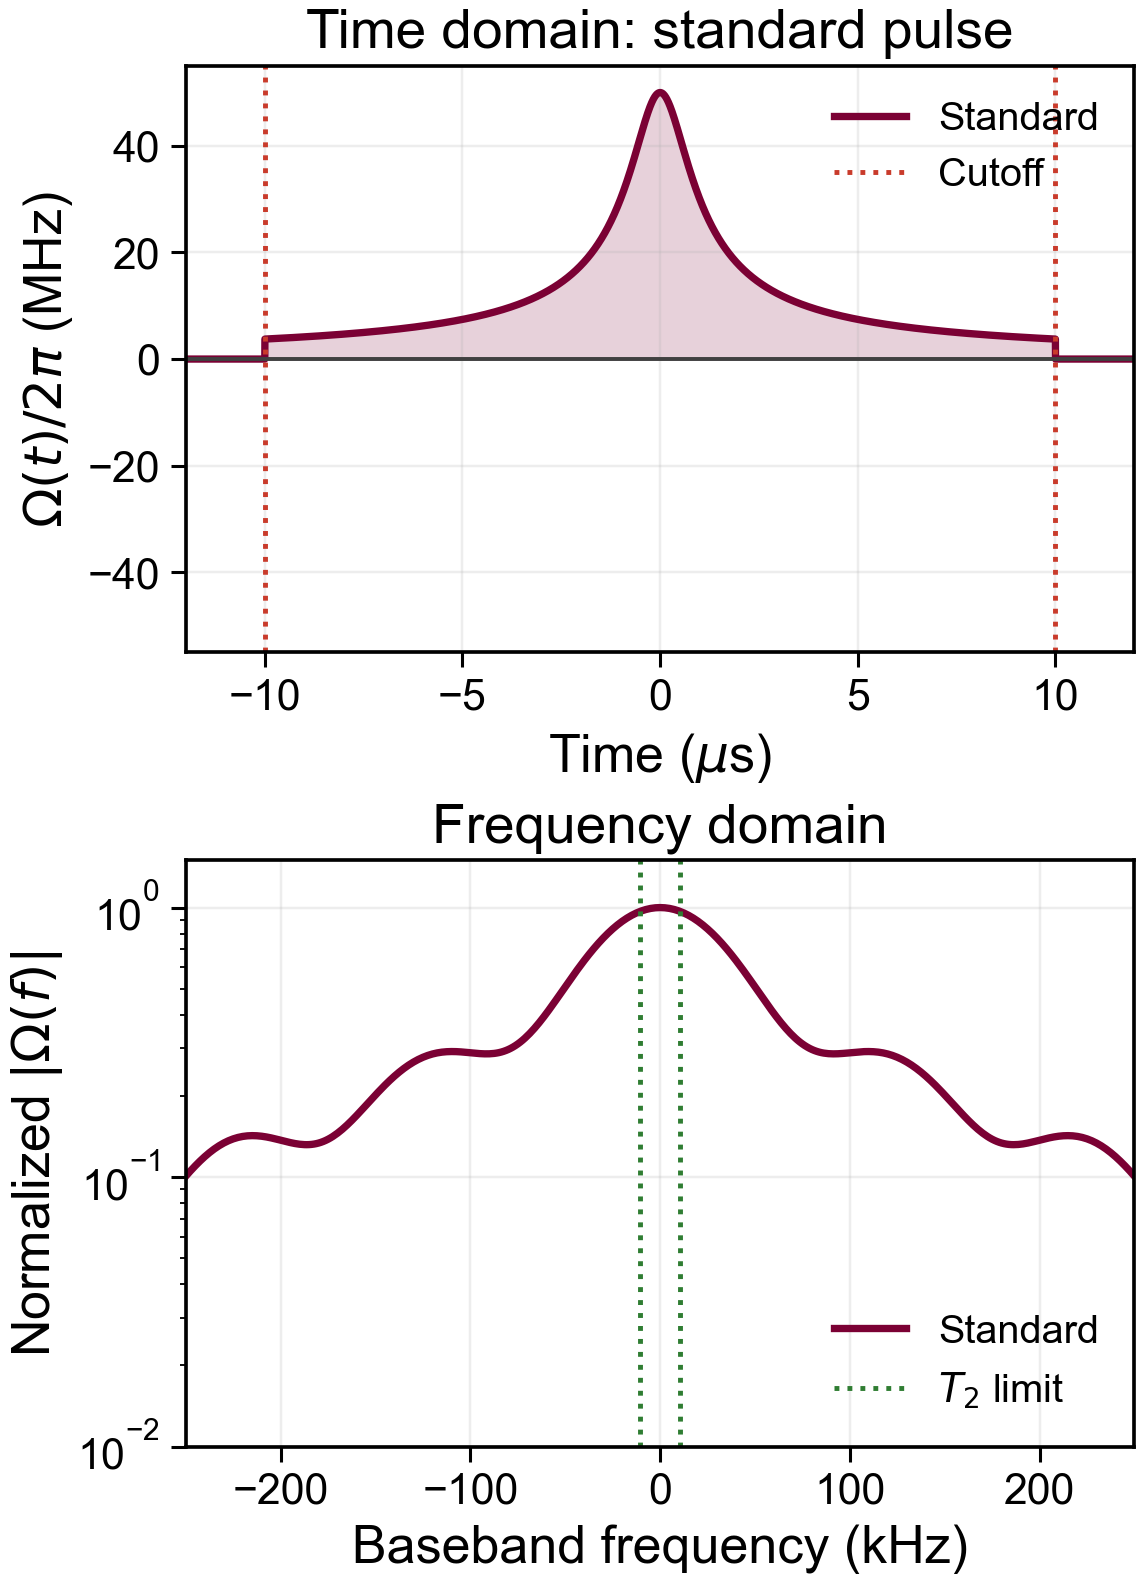 Time domain: standard pulse
Ω(t)/2π (MHz)
40
20
0
−20
−40
Standard
Cutoff
−10
−5
0
5
10
Time (μs)
Frequency domain
Normalized |Ω(f)|
10⁰
10⁻¹
10⁻²
Standard
T₂ limit
−200
−100
0
100
200
Baseband frequency (kHz)